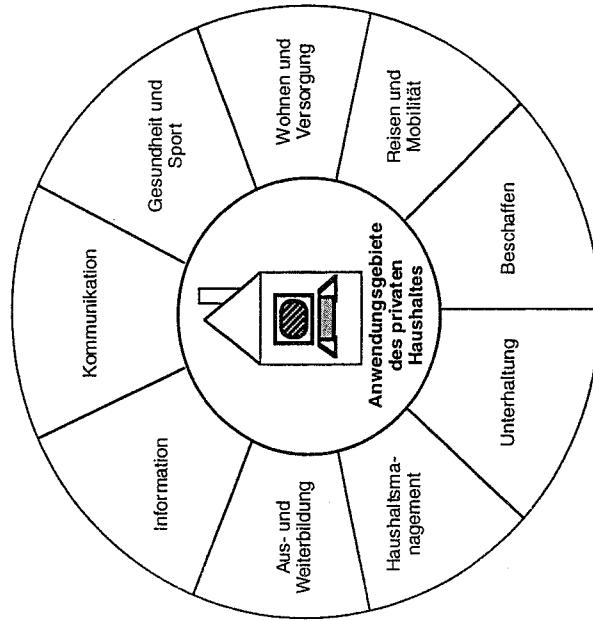 Kommunikation
Gesundheit und
Sport
Wohnen und
Versorgung
Reisen und
Mobilität
Beschaffen
Unterhaltung
Haushaltsma-
nagement
Aus- und
Weiterbildung
Information
Anwendungsgebiete
des privaten
Haushaltes